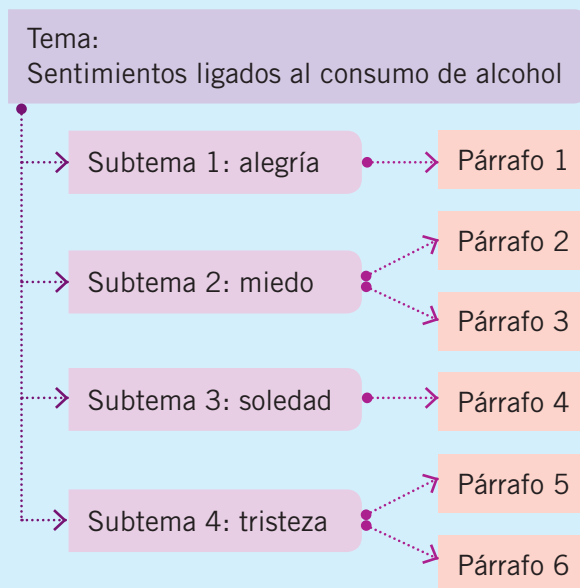 Tema:
Sentimientos ligados al consumo de alcohol
Subtema 1: alegría
Párrafo 1
Subtema 2: miedo
Párrafo 2
Párrafo 3
Subtema 3: soledad
Párrafo 4
Subtema 4: tristeza
Párrafo 5
Párrafo 6